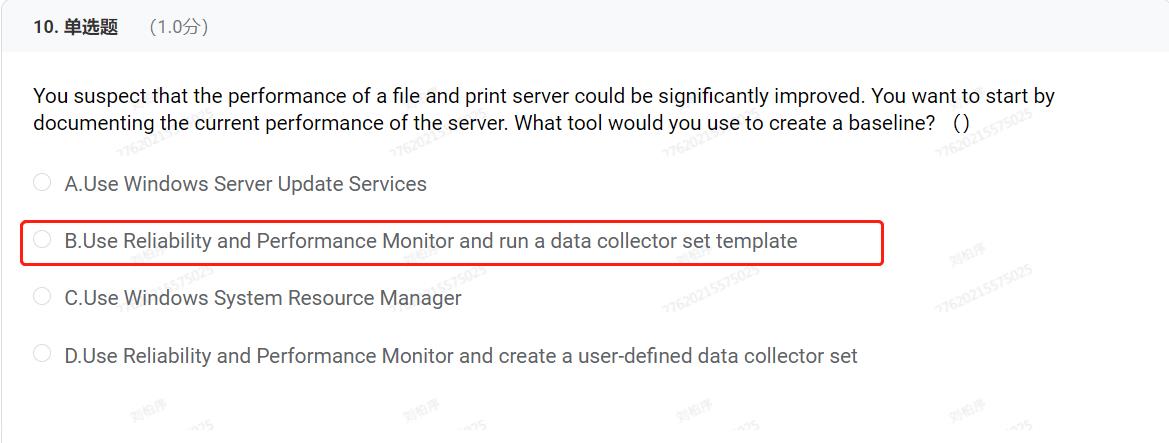 10. 单选题 （1.0分）
You suspect that the performance of a file and print server could be significantly improved. You want to start by
documenting the current performance of the server. What tool would you use to create a baseline? （）
A.Use Windows Server Update Services
B.Use Reliability and Performance Monitor and run a data collector set template
C.Use Windows System Resource Manager
D.Use Reliability and Performance Monitor and create a user-defined data collector set